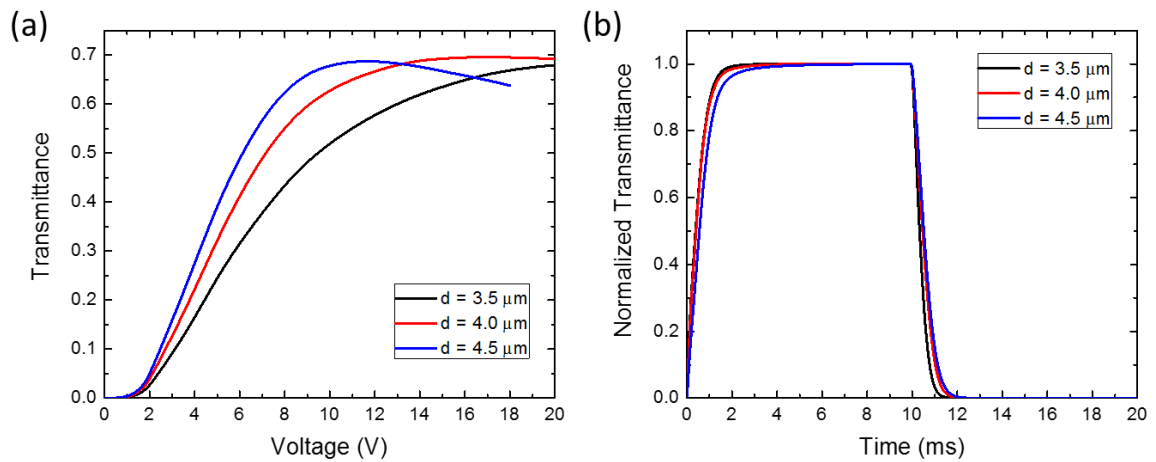 (a)
Transmittance
0.7
0.6
0.5
0.4
0.3
0.2
0.1
0.0
0 2 4 6 8 10 12 14 16 18 20
Voltage (V)
d = 3.5 μm
d = 4.0 μm
d = 4.5 μm
(b)
Normalized Transmittance
1.0
0.8
0.6
0.4
0.2
0.0
0 2 4 6 8 10 12 14 16 18 20
Time (ms)
d = 3.5 μm
d = 4.0 μm
d = 4.5 μm